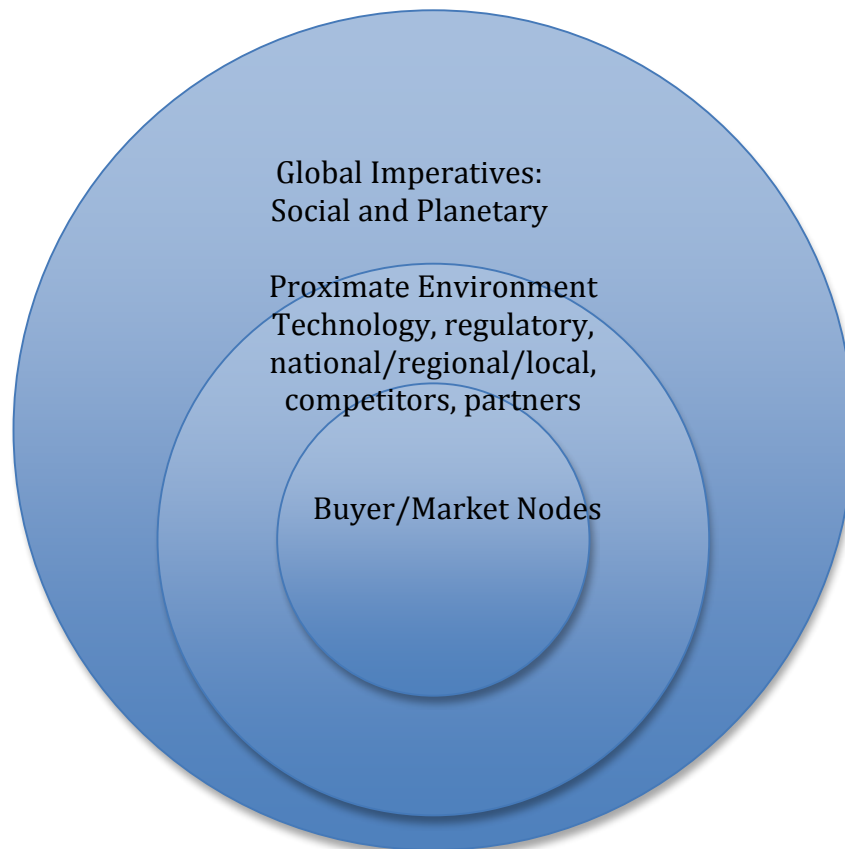 Global Imperatives:
Social and Planetary
Proximate Environment
Technology, regulatory,
national/regional/local,
competitors, partners
Buyer/Market Nodes